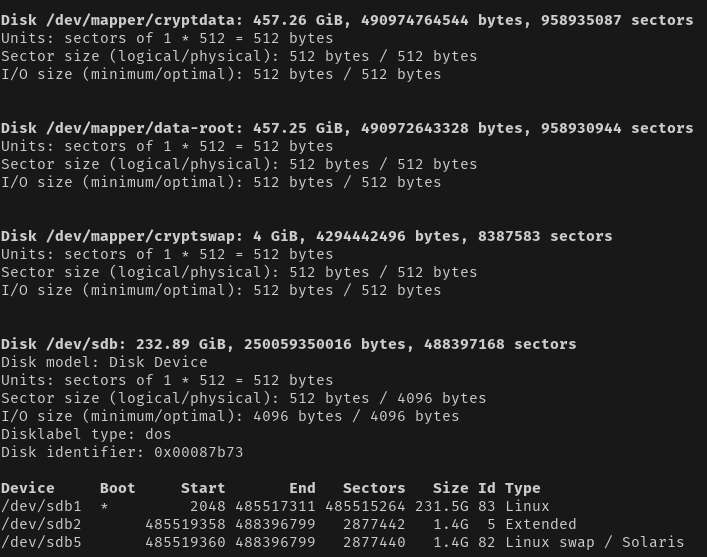 Disk /dev/mapper/cryptdata: 457.26 GiB, 490974764544 bytes, 958935087 sectors
Units: sectors of 1 * 512 = 512 bytes
Sector size (logical/physical): 512 bytes / 512 bytes
I/O size (minimum/optimal): 512 bytes / 512 bytes
Disk /dev/mapper/data-root: 457.25 GiB, 490972643328 bytes, 958930944 sectors
Units: sectors of 1 * 512 = 512 bytes
Sector size (logical/physical): 512 bytes / 512 bytes
I/O size (minimum/optimal): 512 bytes / 512 bytes
Disk /dev/mapper/cryptswap: 4 GiB, 4294442496 bytes, 8387583 sectors
Units: sectors of 1 * 512 = 512 bytes
Sector size (logical/physical): 512 bytes / 512 bytes
I/O size (minimum/optimal): 512 bytes / 512 bytes
Disk /dev/sdb: 232.89 GiB, 250059350016 bytes, 488397168 sectors
Disk model: Disk Device
Units: sectors of 1 * 512 = 512 bytes
Sector size (logical/physical): 512 bytes / 4096 bytes
I/O size (minimum/optimal): 4096 bytes / 4096 bytes
Disklabel type: dos
Disk identifier: 0x00087b73
Device     Boot     Start       End   Sectors   Size Id Type
/dev/sdb1  *         2048 485517311 485515264 231.5G 83 Linux
/dev/sdb2       485519358 488396799   2877442   1.4G  5 Extended
/dev/sdb5       485519360 488396799   2877440   1.4G 82 Linux swap / Solaris